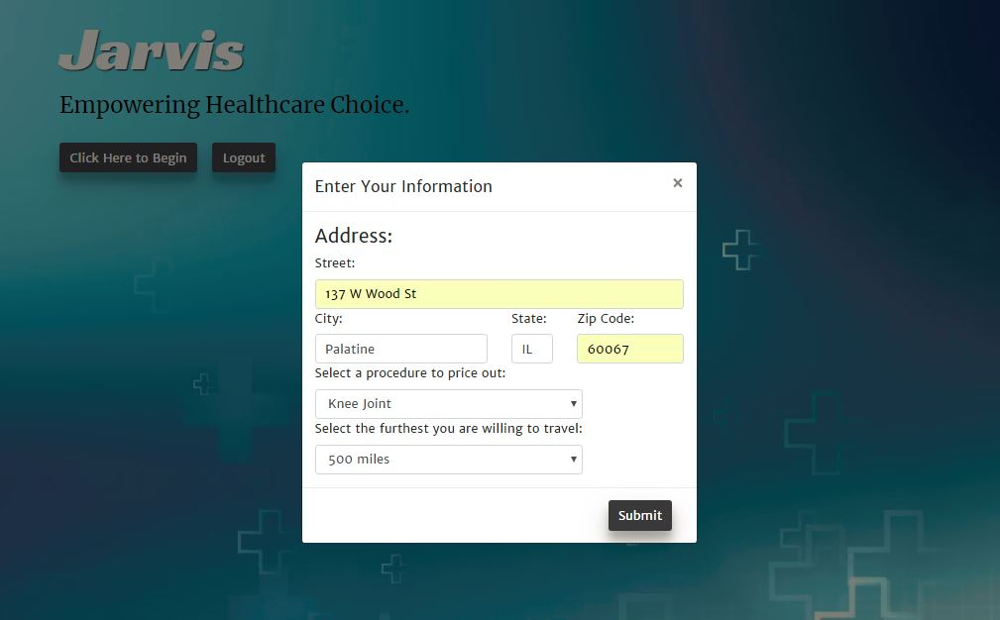 Jarvis
Empowering Healthcare Choice.
Click Here to Begin Logout
Enter Your Information ×
Address:
Street:
137 W Wood St
City: State: Zip Code:
Palatine IL 60067
Select a procedure to price out:
Knee Joint
Select the furthest you are willing to travel:
500 miles
Submit